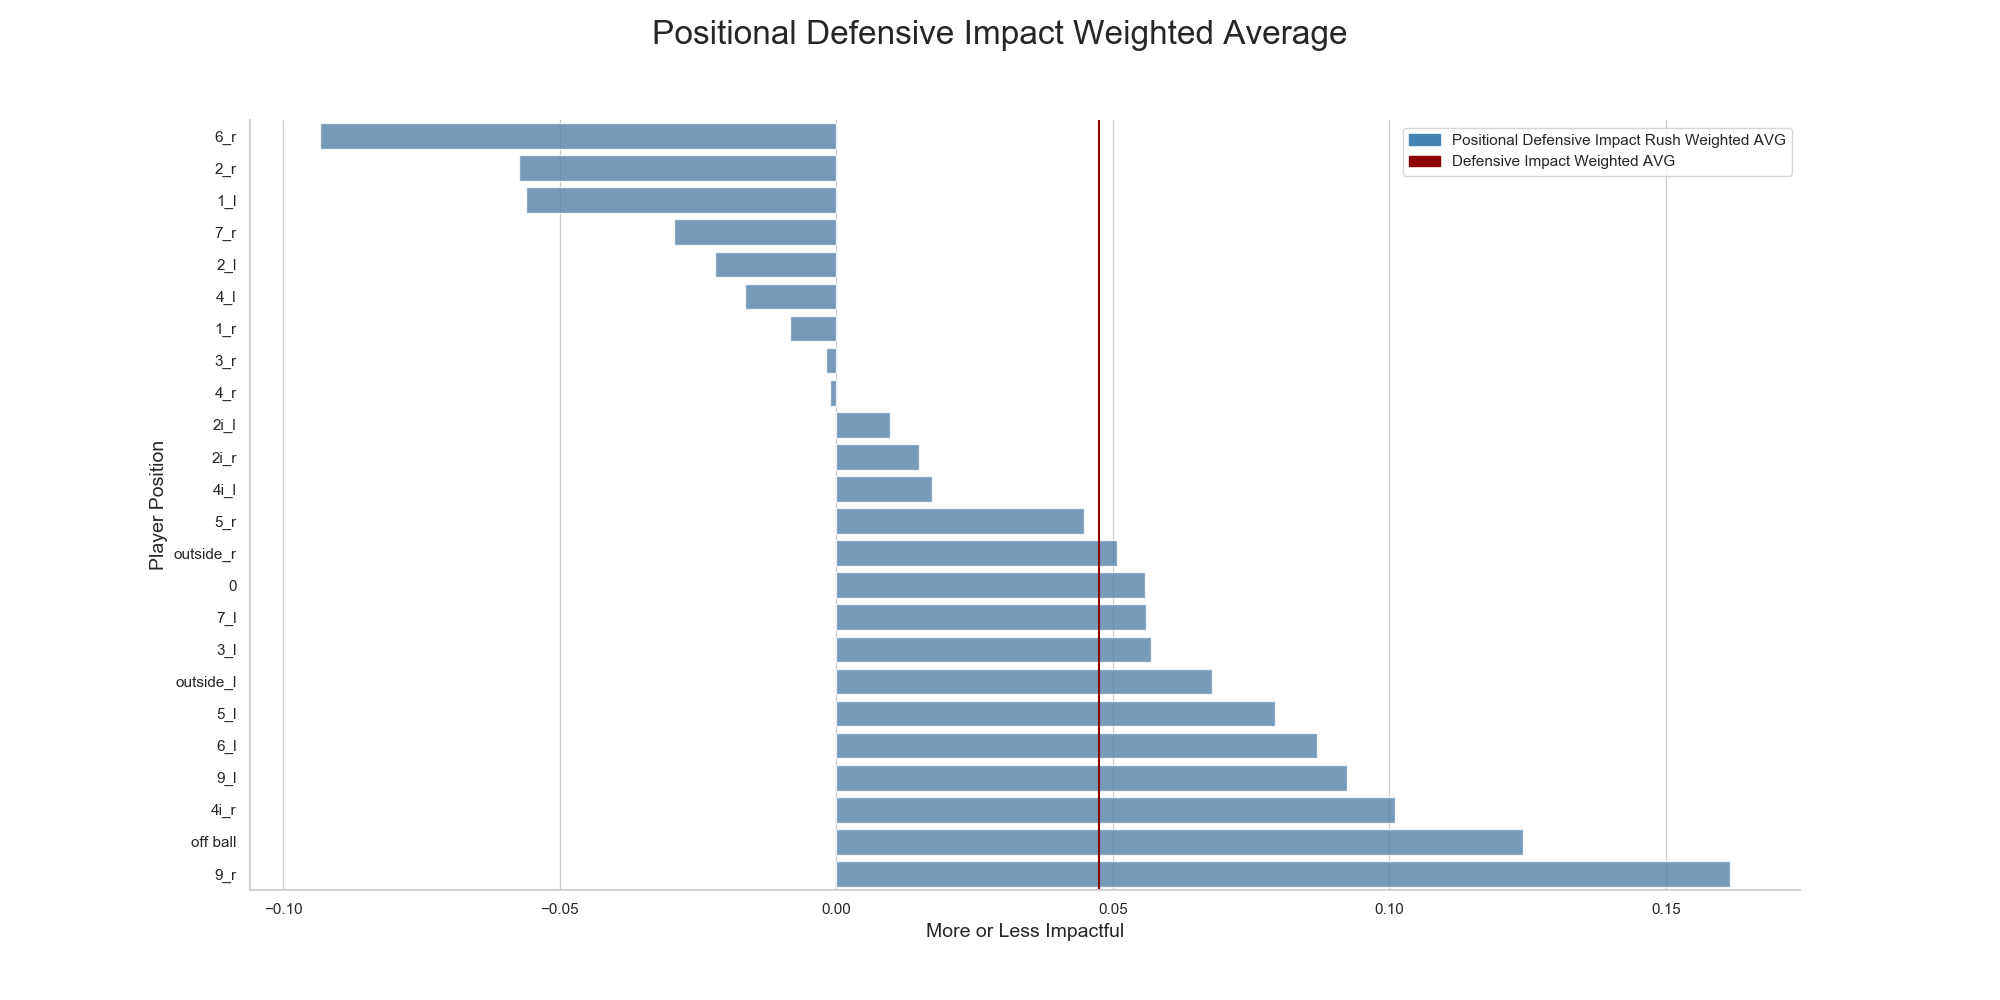 Positional Defensive Impact Weighted Average
Positional Defensive Impact Rush Weighted AVG
Defensive Impact Weighted AVG
Player Position
6_r
2_r
1_l
7_r
2_l
4_l
1_r
3_r
4_r
2i_l
2i_r
4i_l
5_r
outside_r
0
7_l
3_l
outside_l
5_l
6_l
9_l
4i_r
off ball
9_r
−0.10 −0.05 0.00 0.05 0.10 0.15
More or Less Impactful